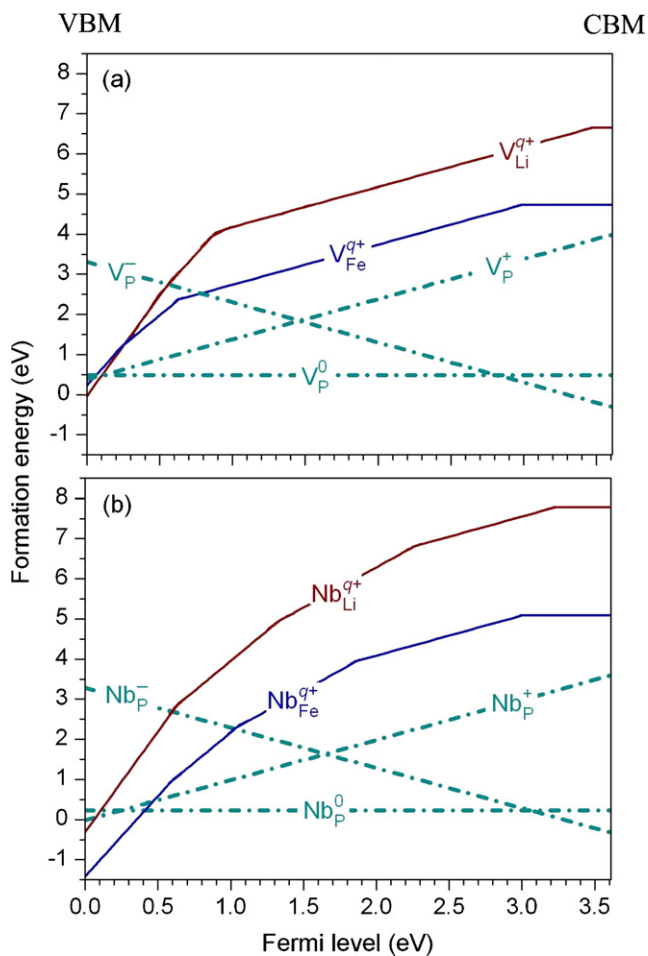 VBM CBM
(a)
8
7
6
5
4
3
2
1
0
-1
V_Li^q+
V_Fe^q+
V_P^−
V_P^+
V_P^0
Formation energy (eV)
(b)
8
7
6
5
4
3
2
1
0
-1
Nb_Li^q+
Nb_P^−
Nb_Fe^q+
Nb_P^+
Nb_P^0
0.0 0.5 1.0 1.5 2.0 2.5 3.0 3.5
Fermi level (eV)